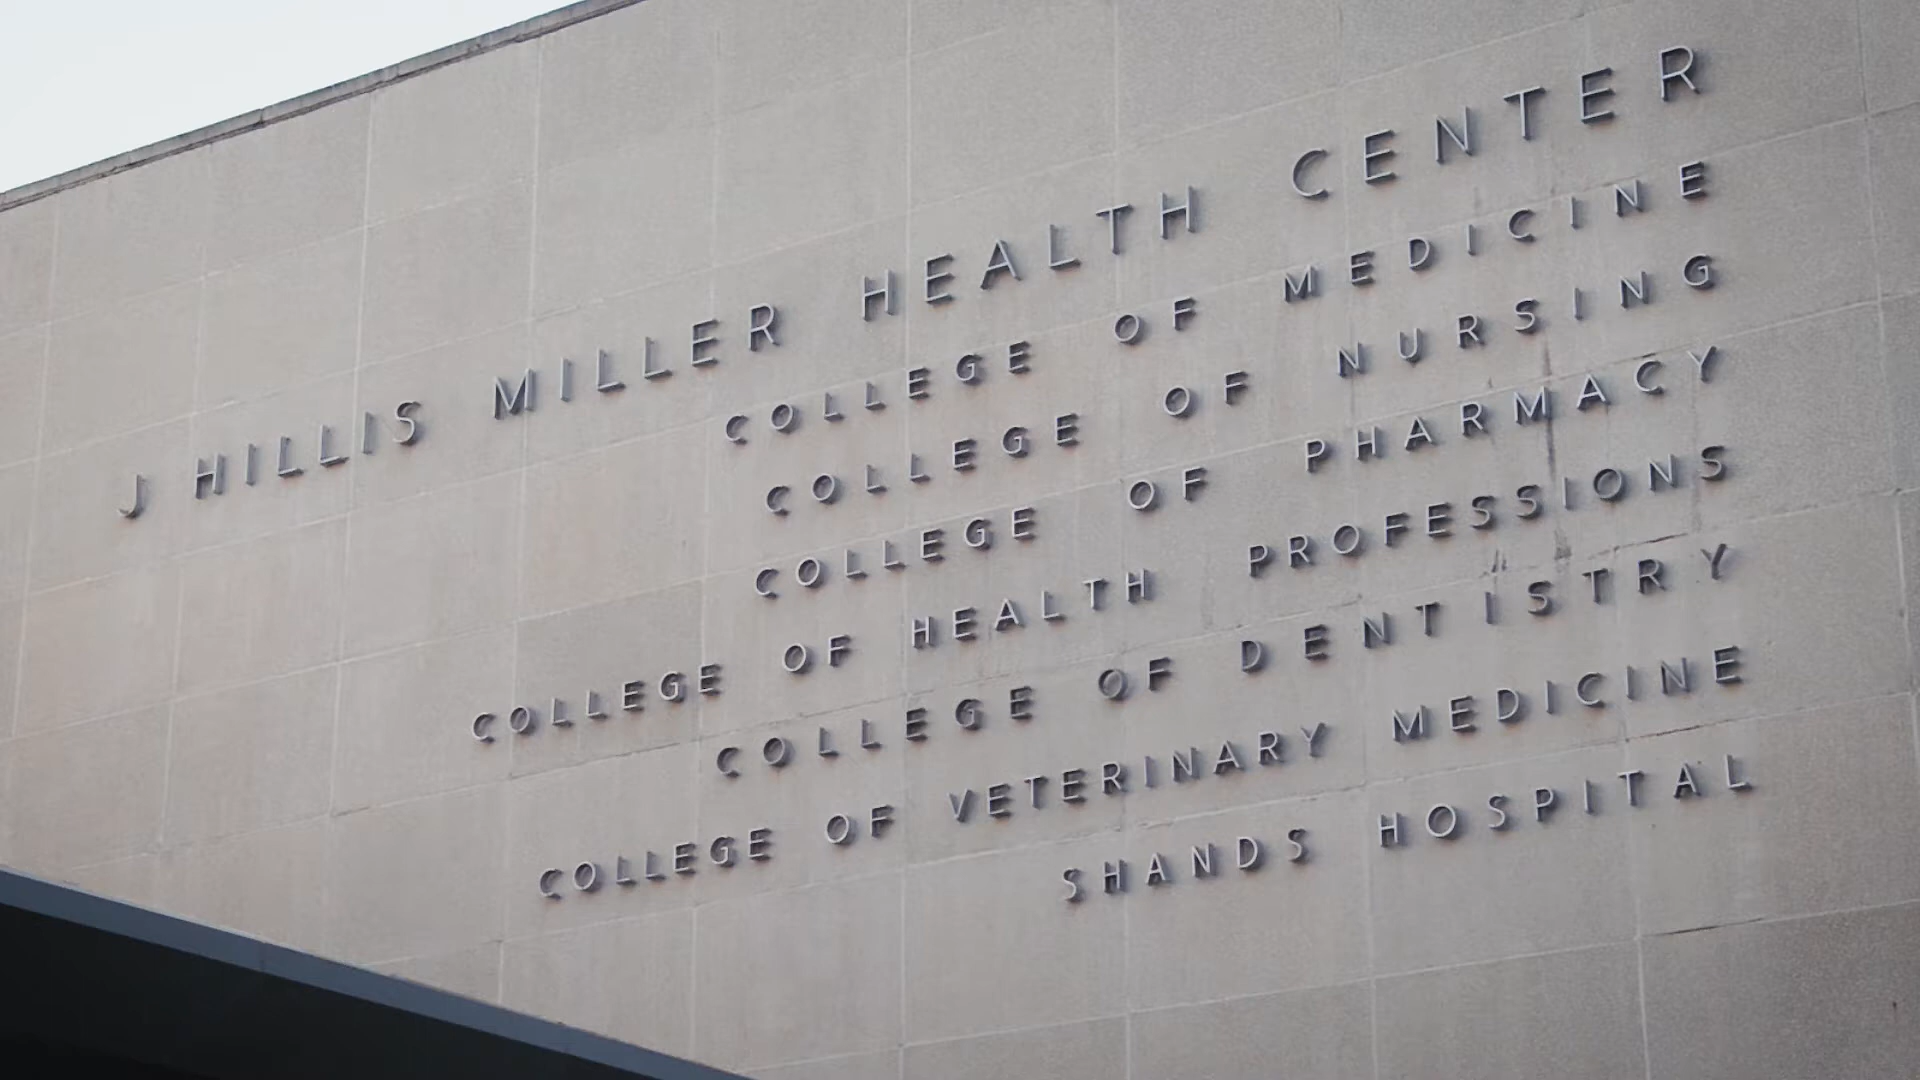 J HILLIS MILLER HEALTH CENTER
COLLEGE OF MEDICINE
COLLEGE OF NURSING
COLLEGE OF PHARMACY
COLLEGE OF HEALTH PROFESSIONS
COLLEGE OF DENTISTRY
COLLEGE OF VETERINARY MEDICINE
SHANDS HOSPITAL